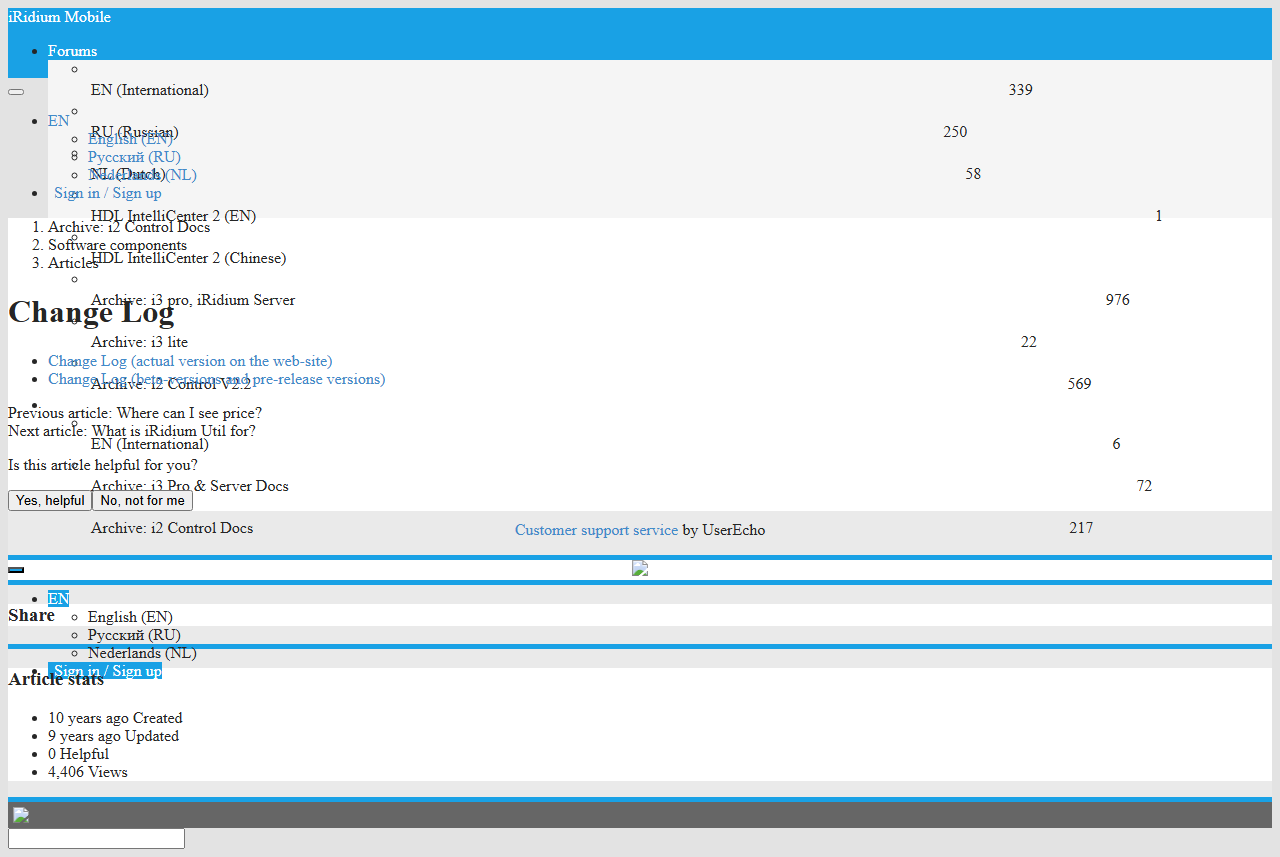 iRidium Mobile
Forums
EN (International) 339
EN
RU (Russian) 250
English (EN)
Русский (RU)
NL (Dutch) 58
Nederlands (NL)
Sign in / Sign up
HDL IntelliCenter 2 (EN) 1
1. Archive: i2 Control Docs
2. Software components
HDL IntelliCenter 2 (Chinese)
3. Articles
Archive: i3 pro, iRidium Server 976
Change Log
Archive: i3 lite 22
Change Log (actual version on the web-site)
Change Log (beta-versions and pre-release versions)
Archive: i2 Control V2.2 569
Previous article: Where can I see price?
Next article: What is iRidium Util for?
EN (International) 6
Is this article helpful for you?
Archive: i3 Pro & Server Docs 72
Yes, helpful No, not for me
Archive: i2 Control Docs 217
Customer support service by UserEcho
EN
Share
English (EN)
Русский (RU)
Nederlands (NL)
Sign in / Sign up
Article stats
10 years ago Created
9 years ago Updated
0 Helpful
4,406 Views